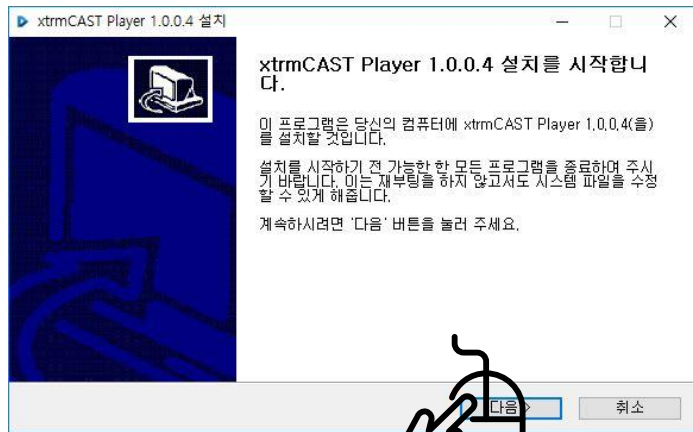 xtrmCAST Player 1.0.0.4 설치
xtrmCAST Player 1.0.0.4 설치를 시작합니
다.
이 프로그램은 당신의 컴퓨터에 xtrmCAST Player 1.0.0.4(을)
를 설치할 것입니다.
설치를 시작하기 전 가능한 한 모든 프로그램을 종료하여 주시
기 바랍니다. 이는 재부팅을 하지 않고서도 시스템 파일을 수정
할 수 있게 해줍니다.
계속하시려면 '다음' 버튼을 눌러 주세요.
다음 >
취소